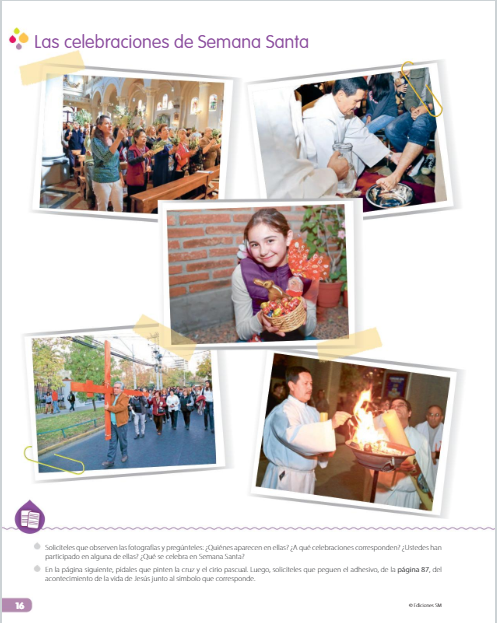 Las celebraciones de Semana Santa
Solicíteles que observen las fotografías y pregúnteles: ¿Quiénes aparecen en ellas? ¿A qué celebraciones corresponden? ¿Ustedes han
participado en alguna de ellas? ¿Qué se celebra en Semana Santa?
En la página siguiente, pídales que pinten la cruz y el cirio pascual. Luego, solicíteles que peguen el adhesivo, de la página 87, del
acontecimiento de la vida de Jesús junto al símbolo que corresponde.
16
© Ediciones SM